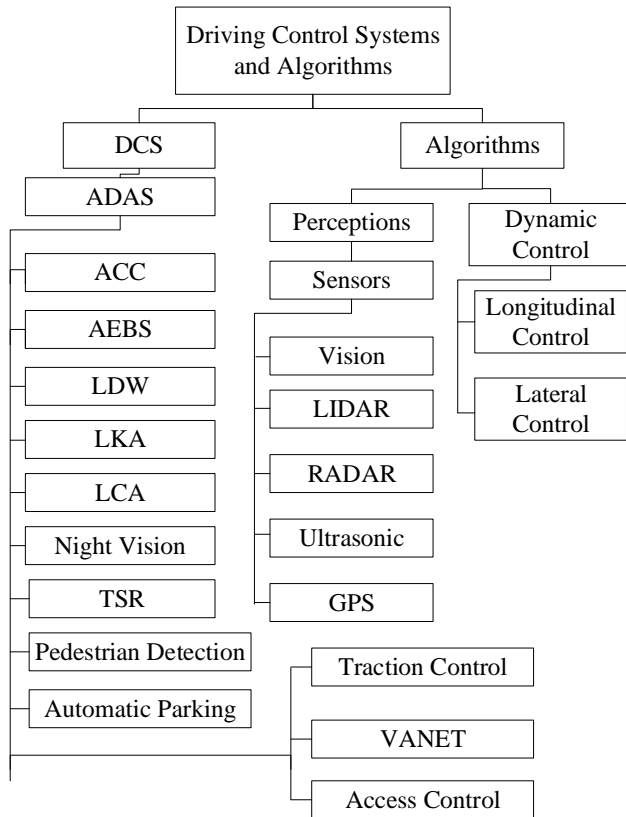 Driving Control Systems
and Algorithms
DCS
Algorithms
ADAS
Perceptions
Dynamic
Control
Sensors
ACC
Longitudinal
Control
AEBS
Vision
LDW
LIDAR
Lateral
Control
LKA
RADAR
LCA
Night Vision
Ultrasonic
TSR
GPS
Pedestrian Detection
Traction Control
Automatic Parking
VANET
Access Control